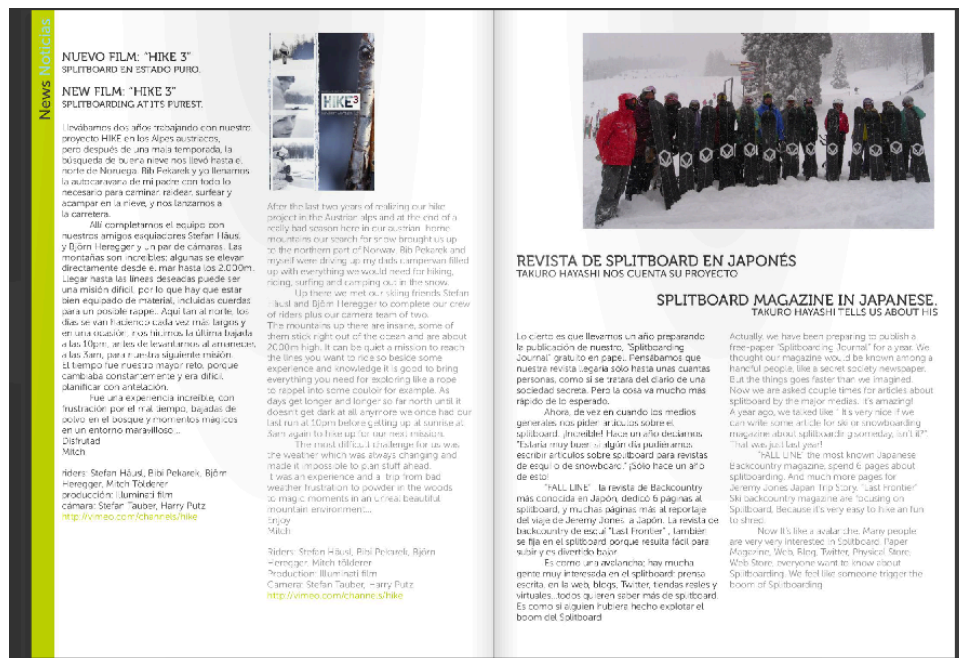 News Noticias
NUEVO FILM: “HIKE 3”
SPLITBOARD EN ESTADO PURO.
NEW FILM: “HIKE 3”
SPLITBOARDING AT ITS PUREST.
Llevábamos dos años trabajando con nuestro
proyecto HIKE en los Alpes austriacos,
pero después de una mala temporada, la
búsqueda de buena nieve nos llevó hasta el
norte de Noruega. Bib Pekarek y yo llenamos
la autocaravana de mi padre con todo lo
necesario para caminar, raidear, surfear y
acampar en la nieve, y nos lanzamos a
la carretera.
Allí completamos el equipo con
nuestros amigos esquiadores Stefan Häusl
y Björn Heregger y un par de cámaras. Las
montañas son increíbles; algunas se elevan
directamente desde el mar hasta los 2.000m.
Llegar hasta las líneas deseadas puede ser
una misión difícil, por lo que hay que estar
bien equipado de material, incluidas cuerdas
para un posible rappel. Aquí tan al norte, los
días se van haciendo cada vez más largos y
en una ocasión, nos hicimos la última bajada
a las 10pm, antes de levantarnos al amanecer,
a las 3am, para nuestra siguiente misión.
El tiempo fue nuestro mayor reto, porque
cambiaba constantemente y era difícil
planificar con antelación.
Fue una experiencia increíble, con
frustración por el mal tiempo, bajadas de
polvo en el bosque y momentos mágicos
en un entorno maravilloso...
Disfrutad
Mitch
riders: Stefan Häusl, Bibi Pekarek, Björn
Heregger, Mitch Tölderer
producción: Illuminati film
cámara: Stefan Tauber, Harry Putz
http://vimeo.com/channels/hike
HIKE3
After the last two years of realizing our hike
project in the Austrian alps and at the end of a
really bad season here in our austrian home
mountains our search for snow brought us up
to the northern part of Norway. Bib Pekarek and
myself were driving up my dads campervan filled
up with everything we would need for hiking,
riding, surfing and camping out in the snow.
Up there we met our skiing friends Stefan
Häusl and Björn Heregger to complete our crew
of riders plus our camera team of two.
The mountains up there are insane, some of
them stick right out of the ocean and are about
2000m high. It can be quiet a mission to reach
the lines you want to ride so beside some
experience and knowledge it is good to bring
everything you need for exploring like a rope
to rappel into some couloir for example. As
days get longer and longer so far north until it
doesn't get dark at all anymore we once had our
last run at 10pm before getting up at sunrise at
3am again to hike up for our next mission.
The most difficult challenge for us was
the weather which was always changing and
made it impossible to plan stuff ahead.
It was an experience and a trip from bad
weather frustration to powder in the woods
to magic moments in an unreal beautiful
mountain environment...
Enjoy
Mitch
Riders: Stefan Häusl, Bibi Pekarek, Björn
Heregger, Mitch tölderer
Production: Illuminati film
Camera: Stefan Tauber, Harry Putz
http://vimeo.com/channels/hike
REVISTA DE SPLITBOARD EN JAPONÉS
TAKURO HAYASHI NOS CUENTA SU PROYECTO
SPLITBOARD MAGAZINE IN JAPANESE.
TAKURO HAYASHI TELLS US ABOUT HIS
Lo cierto es que llevamos un año preparando
la publicación de nuestro, "Splitboarding
Journal" gratuito en papel. Pensábamos que
nuestra revista llegaría sólo hasta unas cuantas
personas, como si se tratara del diario de una
sociedad secreta. Pero la cosa va mucho más
rápido de lo esperado.
Ahora, de vez en cuando los medios
generales nos piden artículos sobre el
splitboard. ¡Increíble! Hace un año decíamos
"Estaría muy bien si algún día pudiéramos
escribir artículos sobre splitboard para revistas
de esquí o de snowboard." ¡Sólo hace un año
de esto!
"FALL LINE" , la revista de Backcountry
más conocida en Japón, dedicó 6 páginas al
splitboard, y muchas páginas más al reportaje
del viaje de Jeremy Jones a Japón. La revista de
backcountry de esquí "Last Frontier" , también
se fija en el splitboard porque resulta fácil para
subir y es divertido bajar.
Es como una avalancha; hay mucha
gente muy interesada en el splitboard: prensa
escrita, en la web, blogs, Twitter, tiendas reales y
virtuales...todos quieren saber más de splitboard.
Es como si alguien hubiera hecho explotar el
boom del Splitboard
Actually, we have been preparing to publish a
free-paper "Splitboarding Journal" for a year. We
thought our magazine would be known among a
handful people, like a secret society newspaper.
But the things goes faster than we imagined.
Now we are asked couple times for articles about
splitboard by the major medias. It's amazing!
A year ago, we talked like " It's very nice if we
can write some article for ski or snowboarding
magazine about splitboarding someday, isn't it?"
That was just last year!
"FALL LINE" the most known Japanese
Backcountry magazine, spend 6 pages about
splitboarding. And much more pages for
Jeremy Jones Japan Trip Story. "Last Frontier"
Ski backcountry magazine are focusing on
Splitboard, Because it's very easy to hike an fun
to shred.
Now It's like a avalanche. Many people
are very very interested in Splitboard. Paper
Magazine, Web, Blog, Twitter, Physical Store,
Web Store, everyone want to know about
Splitboarding. We feel like someone trigger the
boom of Splitboarding